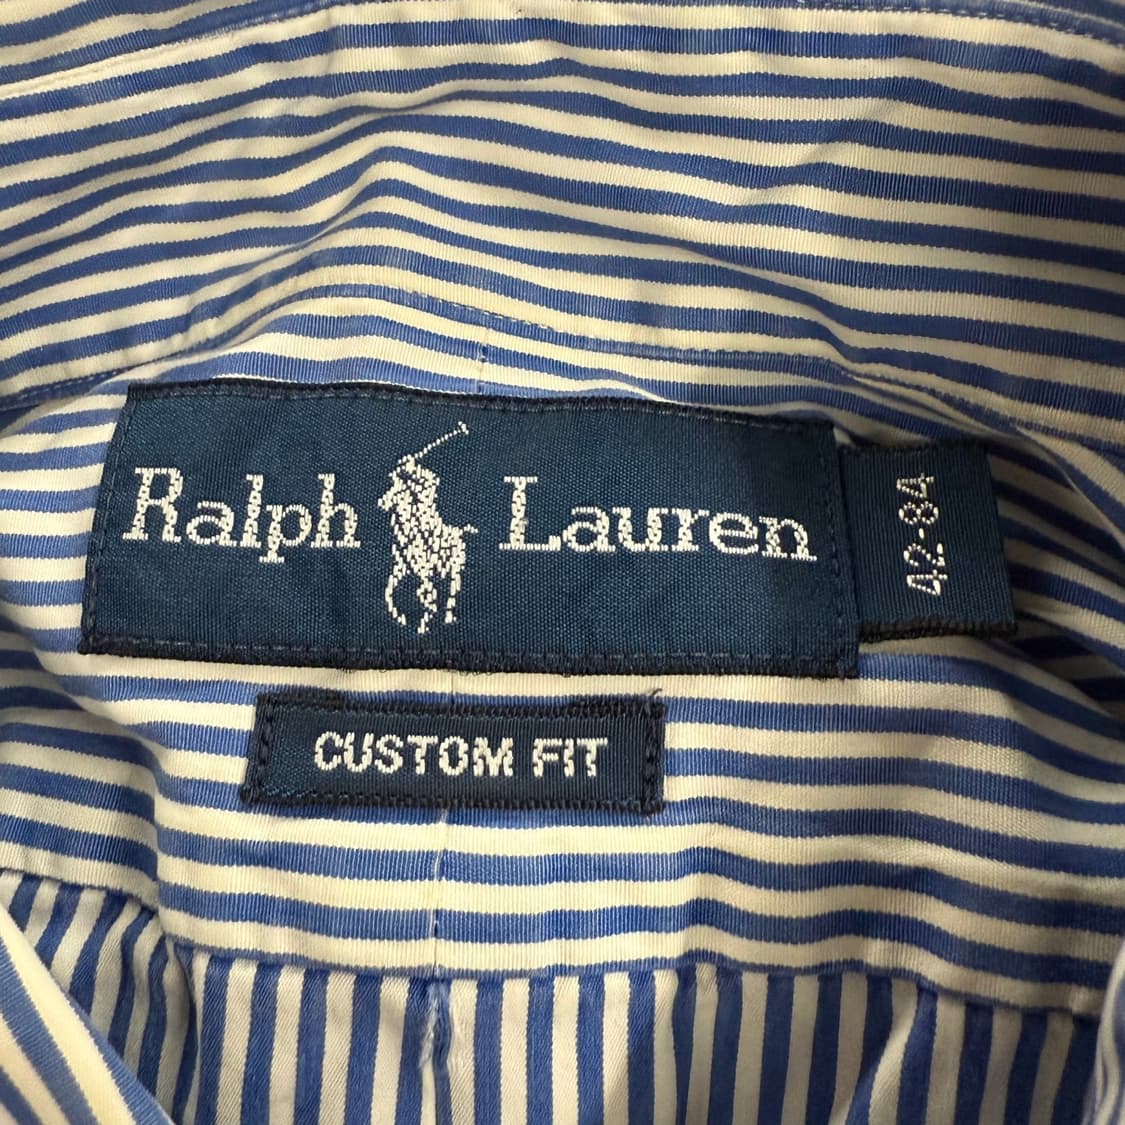 Ralph Lauren
42-84
CUSTOM FIT